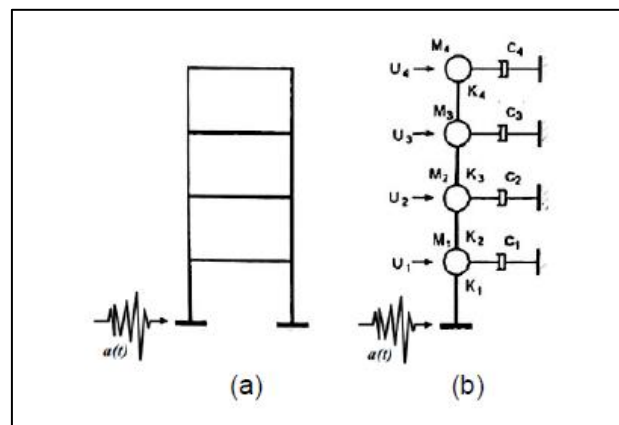 M₄ C₄
U₄
K₄
M₃ C₃
U₃
M₂ K₃ C₂
U₂
M₁ K₂ C₁
U₁
K₁
a(t) a(t)
(a) (b)